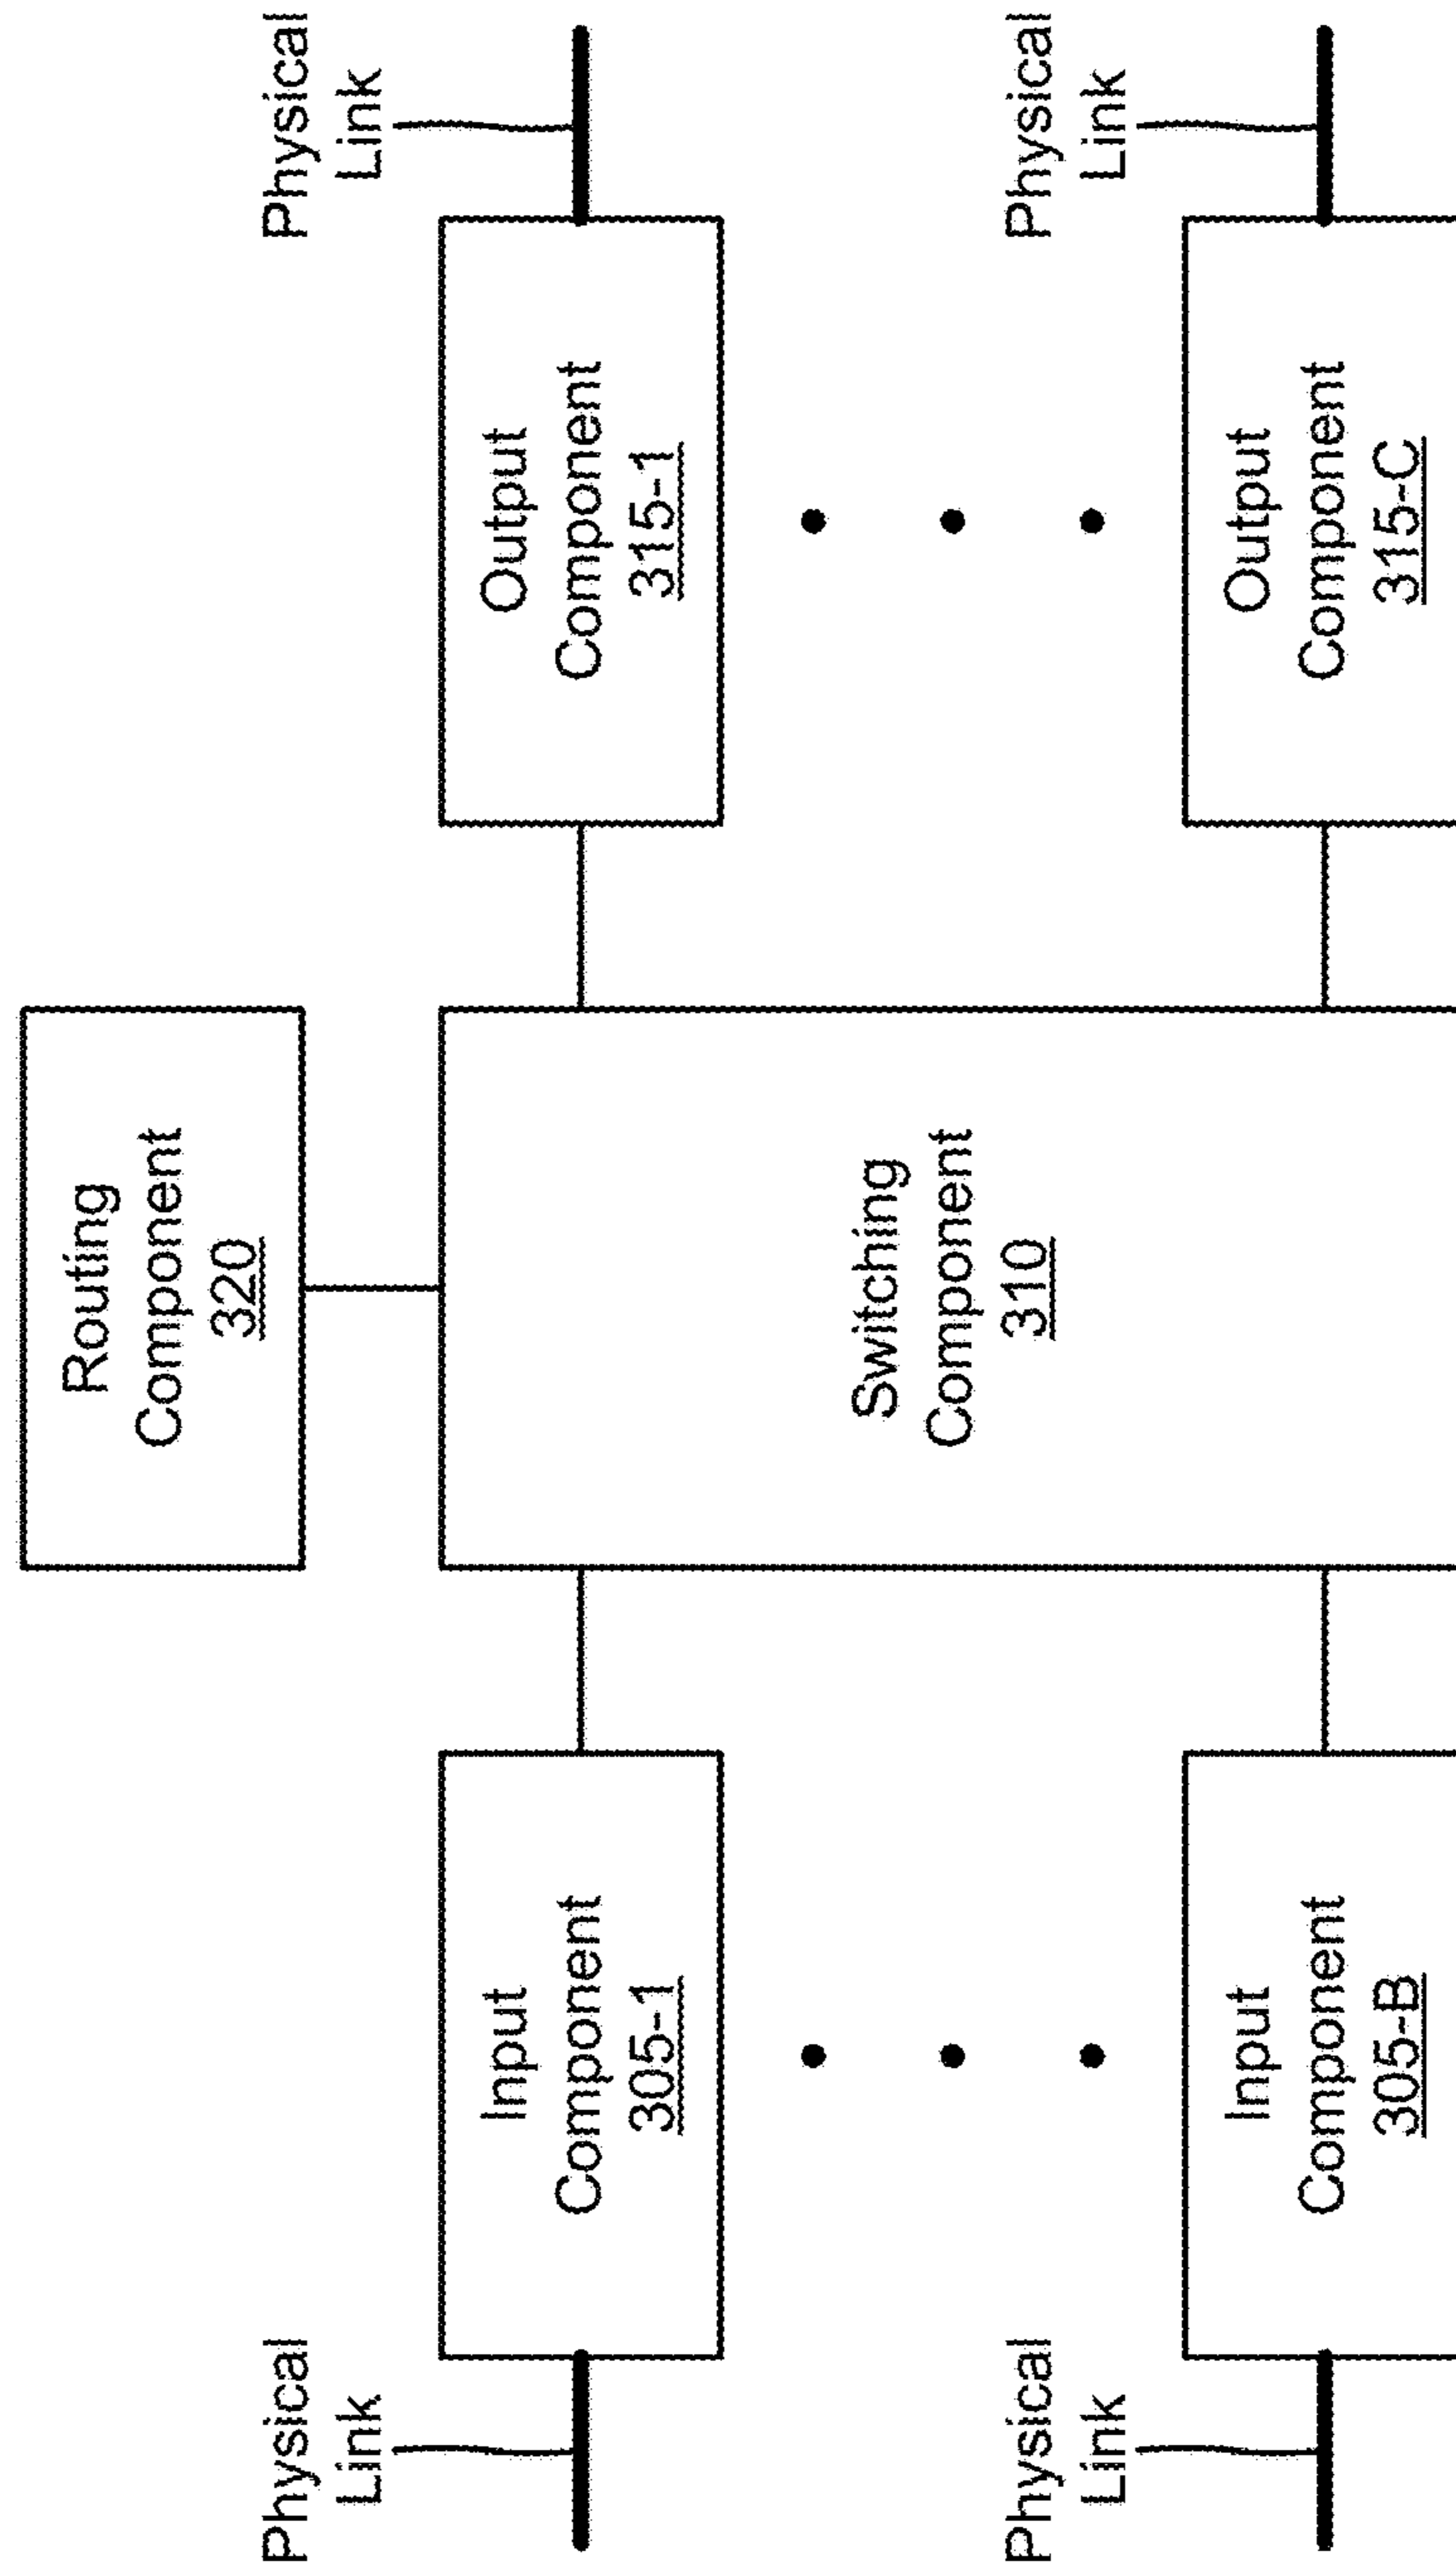 Routing
Component
320
Physical
Link
Input
Component
305-1
Output
Component
315-1
Physical
Link
Switching
Component
310
Physical
Link
Input
Component
305-B
Output
Component
315-C
Physical
Link